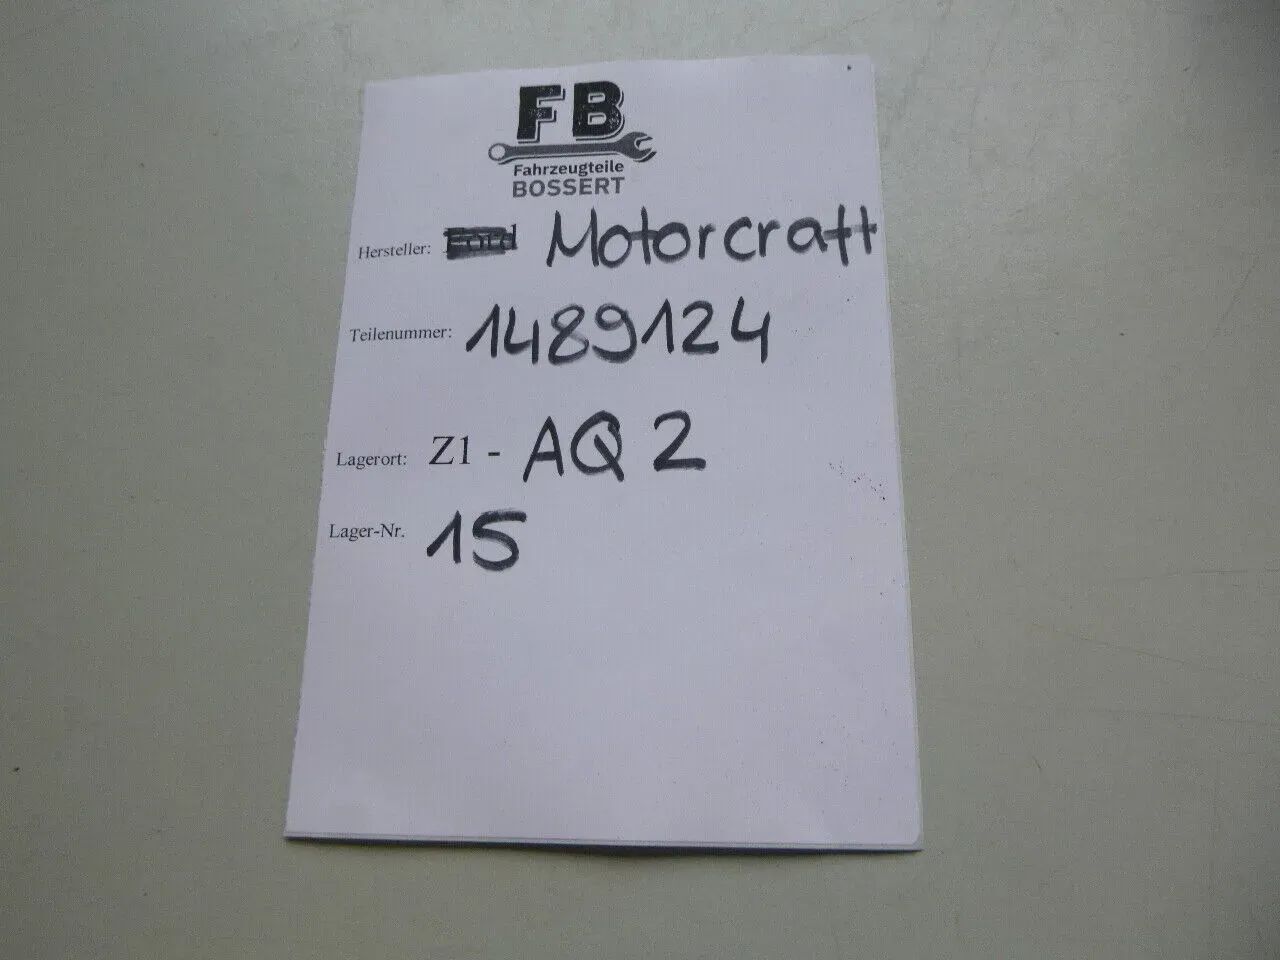 FB
Fahrzeugteile
BOSSERT
Hersteller: Ford Motorcraft
Teilenummer: 1489124
Lagerort: Z1 - AQ 2
Lager-Nr. 15